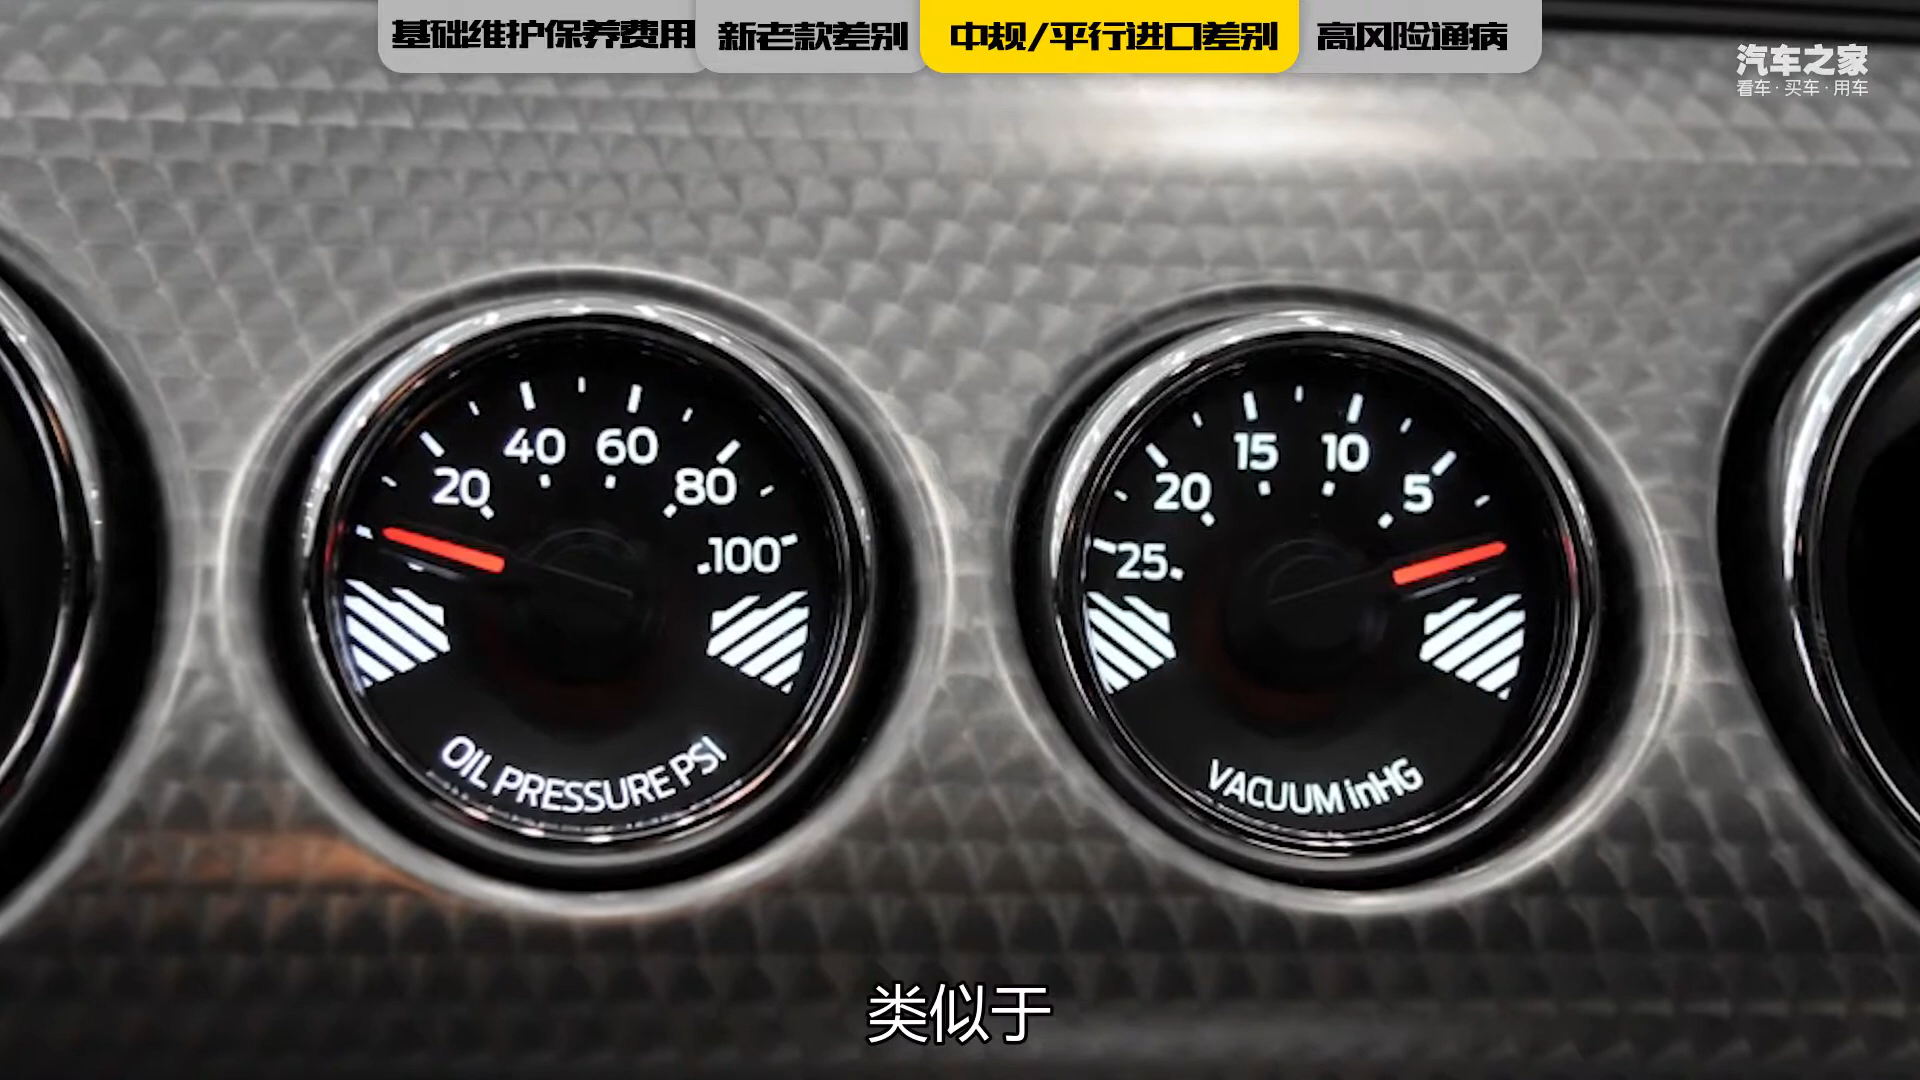 基础维护保养费用 新老款差别 中规/平行进口差别 高风险通病
汽车之家
看车·买车·用车
20 40 60 80 100
OIL PRESSURE PSI
25 20 15 10 5
VACUUM inHG
类似于